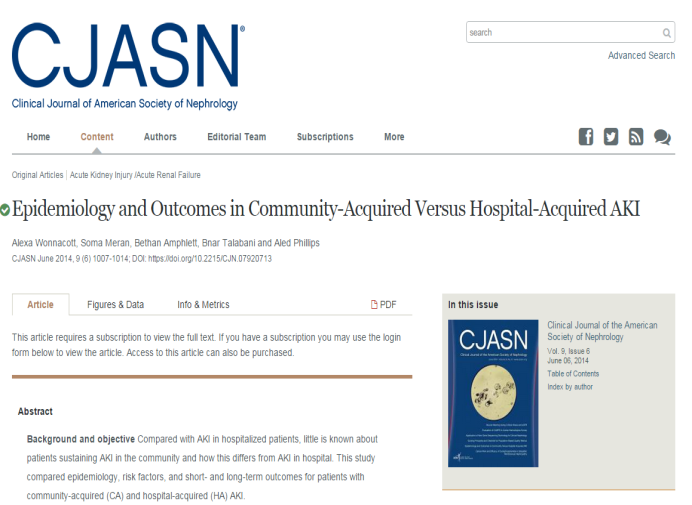 CJASN®
Clinical Journal of American Society of Nephrology
search
Advanced Search
Home Content Authors Editorial Team Subscriptions More
Original Articles | Acute Kidney Injury /Acute Renal Failure
Epidemiology and Outcomes in Community-Acquired Versus Hospital-Acquired AKI
Alexa Wonnacott, Soma Meran, Bethan Amphlett, Bnar Talabani and Aled Phillips
CJASN June 2014, 9 (6) 1007-1014; DOI: https://doi.org/10.2215/CJN.07920713
Article Figures & Data Info & Metrics PDF
This article requires a subscription to view the full text. If you have a subscription you may use the login
form below to view the article. Access to this article can also be purchased.
Abstract
Background and objective Compared with AKI in hospitalized patients, little is known about
patients sustaining AKI in the community and how this differs from AKI in hospital. This study
compared epidemiology, risk factors, and short- and long-term outcomes for patients with
community-acquired (CA) and hospital-acquired (HA) AKI.
In this issue
CJASN
Clinical Journal of the American
Society of Nephrology
Vol. 9, Issue 6
June 06, 2014
Table of Contents
Index by author